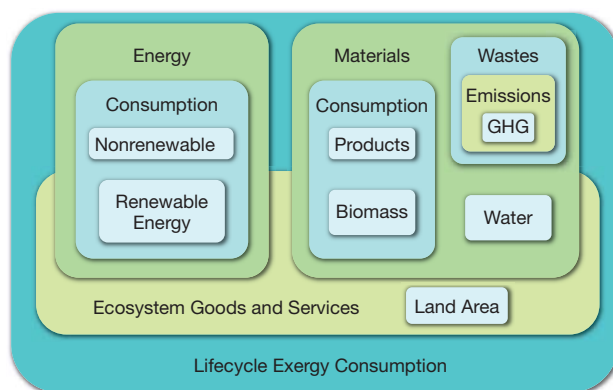 Energy
Consumption
Nonrenewable
Renewable
Energy
Materials
Consumption
Products
Biomass
Wastes
Emissions
GHG
Water
Ecosystem Goods and Services
Land Area
Lifecycle Exergy Consumption